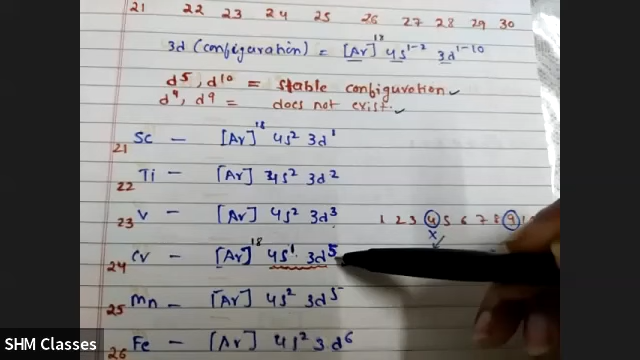 21 22 23 24 25 26 27 28 29 30
3d (configuration) = [Ar]¹⁸ 4s¹⁻² 3d¹⁻¹⁰
d⁵, d¹⁰ = stable configuration.
d⁴, d⁹ = does not exist.
21 Sc - [Ar]¹⁸ 4s² 3d¹
22 Ti - [Ar] 4s² 3d²
23 V - [Ar] 4s² 3d³
1 2 3 4 5 6 7 8 9
x
24 Cr - [Ar]¹⁸ 4s¹ 3d⁵
25 Mn - [Ar] 4s² 3d⁵
26 Fe - [Ar] 4s² 3d⁶
SHM Classes